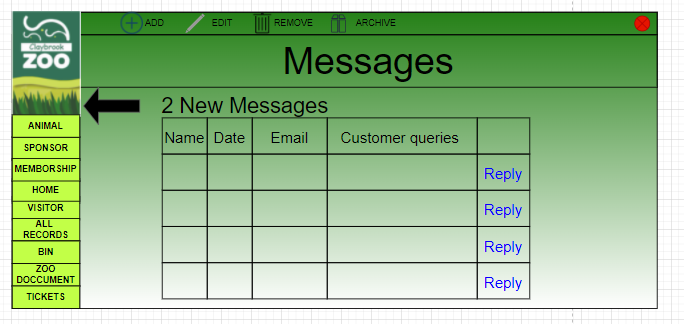 ADD EDIT REMOVE ARCHIVE
Claybrook
ZOO
Messages
2 New Messages
Name Date Email Customer queries
Reply
Reply
Reply
Reply
ANIMAL
SPONSOR
MEMBORSHIP
HOME
VISITOR
ALL
RECORDS
BIN
ZOO
DOCCUMENT
TICKETS